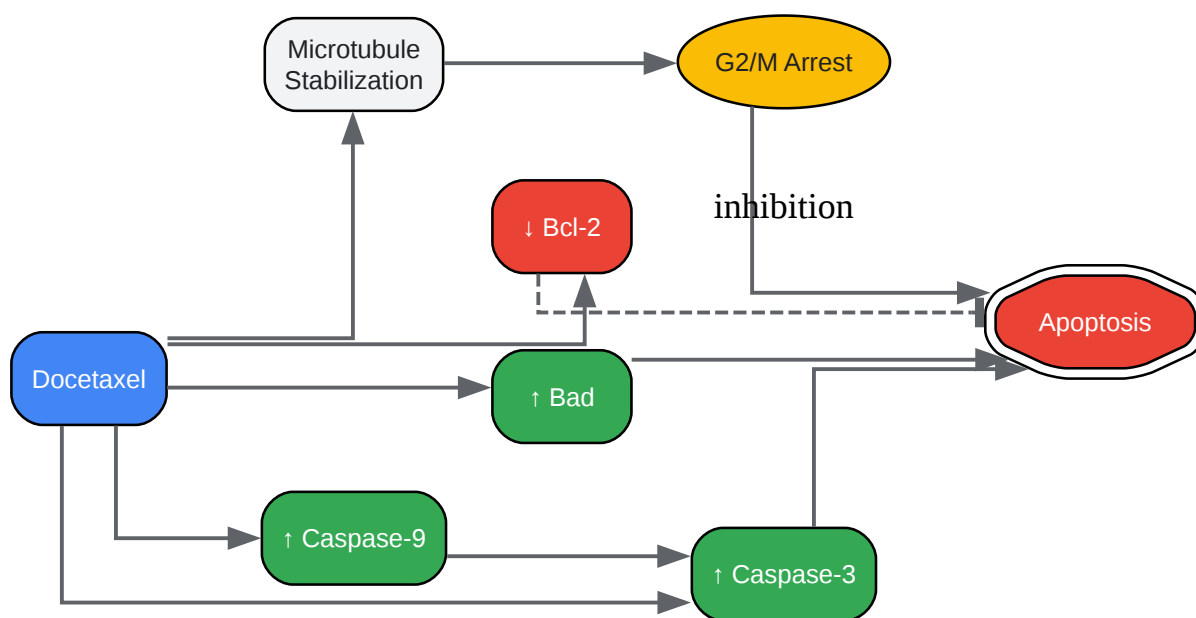 Microtubule
Stabilization
G2/M Arrest
inhibition
↓ Bcl-2
Apoptosis
Docetaxel
↑ Bad
↑ Caspase-9
↑ Caspase-3